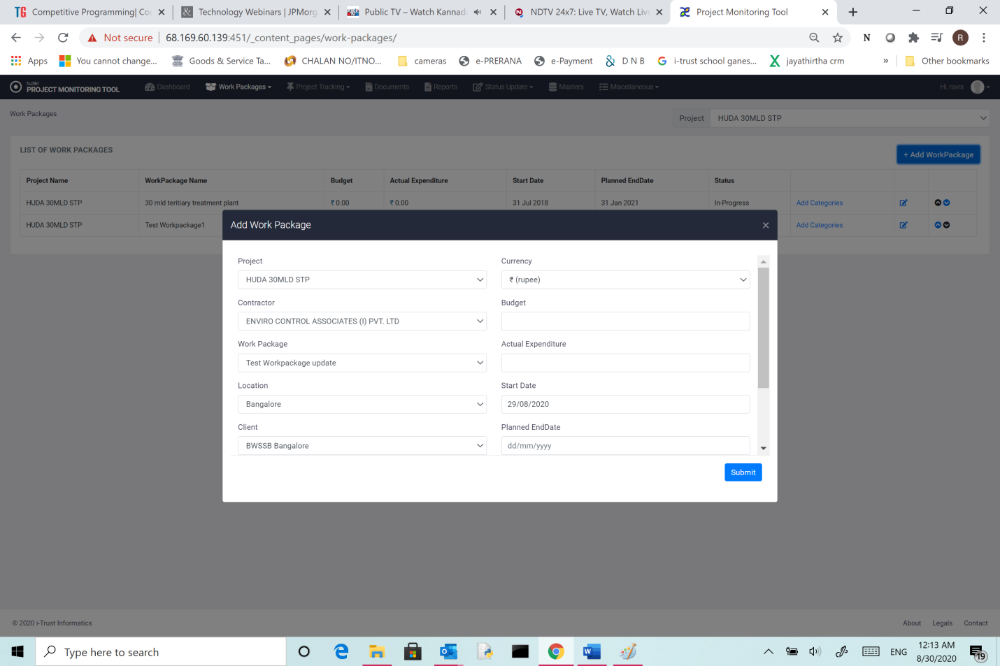 TG Competitive Programming| Co
& Technology Webinars | JPMorg
Public TV – Watch Kannad
NDTV 24x7: Live TV, Watch Liv
Project Monitoring Tool
Not secure 68.169.60.139:451/_content_pages/work-packages/
N
R
Apps
You cannot change...
Goods & Service Ta...
CHALAN NO/ITNO...
cameras
e-PRERANA
e-Payment
D N B
i-trust school ganes...
jayathirtha crm
»
Other bookmarks
NJSEI
PROJECT MONITORING TOOL
Dashboard
Work Packages
Project Tracking
Documents
Reports
Status Update
Masters
Miscellaneous
Hi, ravis
Work Packages
Project HUDA 30MLD STP
LIST OF WORK PACKAGES
+ Add WorkPackage
Project Name WorkPackage Name Budget Actual Expenditure Start Date Planned EndDate Status
HUDA 30MLD STP 30 mld teritiary treatment plant ₹ 0.00 ₹ 0.00 31 Jul 2018 31 Jan 2021 In-Progress Add Categories
HUDA 30MLD STP Test Workpackage1 Add Categories
Add Work Package ×
Project
HUDA 30MLD STP
Currency
₹ (rupee)
Contractor
ENVIRO CONTROL ASSOCIATES (I) PVT. LTD
Budget
Work Package
Test Workpackage update
Actual Expenditure
Location
Bangalore
Start Date
29/08/2020
Client
BWSSB Bangalore
Planned EndDate
dd/mm/yyyy
Submit
© 2020 i-Trust Informatics
About Legals Contact
Type here to search
ENG
12:13 AM
8/30/2020
19